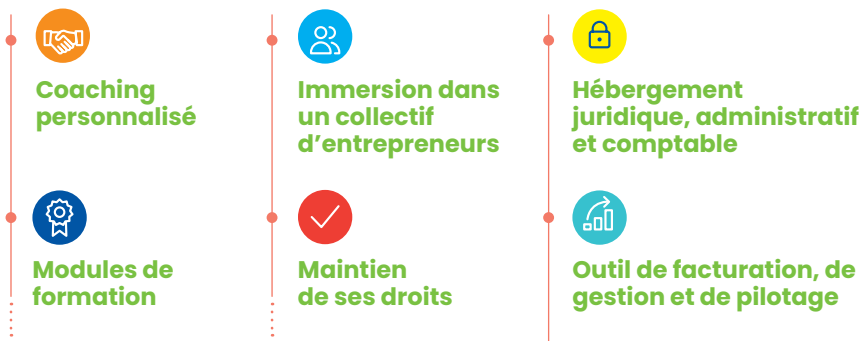 Coaching
personnalisé
Immersion dans
un collectif
d’entrepreneurs
Hébergement
juridique, administratif
et comptable
Modules de
formation
Maintien
de ses droits
Outil de facturation, de
gestion et de pilotage